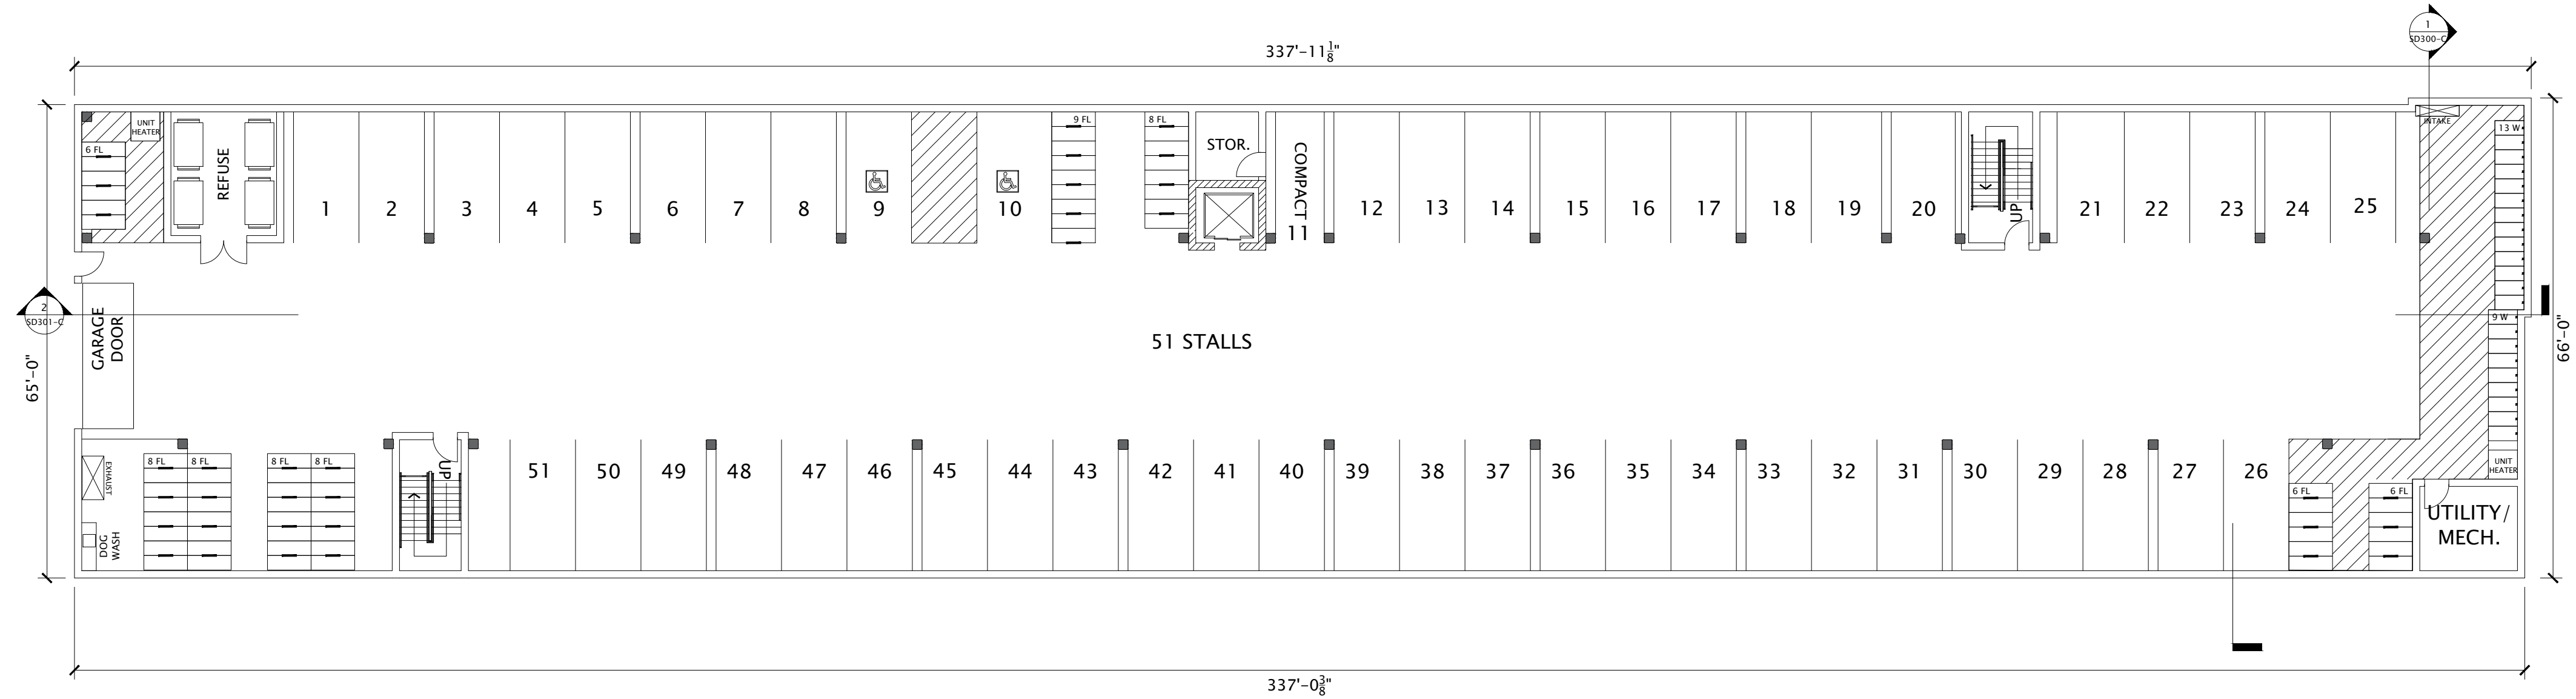 1
SD300-C
337'-11 1/8"
UNIT
HEATER
6 FL
REFUSE
9 FL
8 FL
STOR.
COMPACT
INTAKE
13 W
1
2
3
4
5
6
7
8
9
10
11
12
13
14
15
16
17
18
19
20
UP
21
22
23
24
25
2
SD301-C
GARAGE
DOOR
51 STALLS
9 W
65'-0"
66'-0"
EXHAUST
8 FL
8 FL
8 FL
8 FL
UP
51
50
49
48
47
46
45
44
43
42
41
40
39
38
37
36
35
34
33
32
31
30
29
28
27
26
UNIT
HEATER
6 FL
6 FL
DOG
WASH
UTILITY/
MECH.
337'-0 3/8"